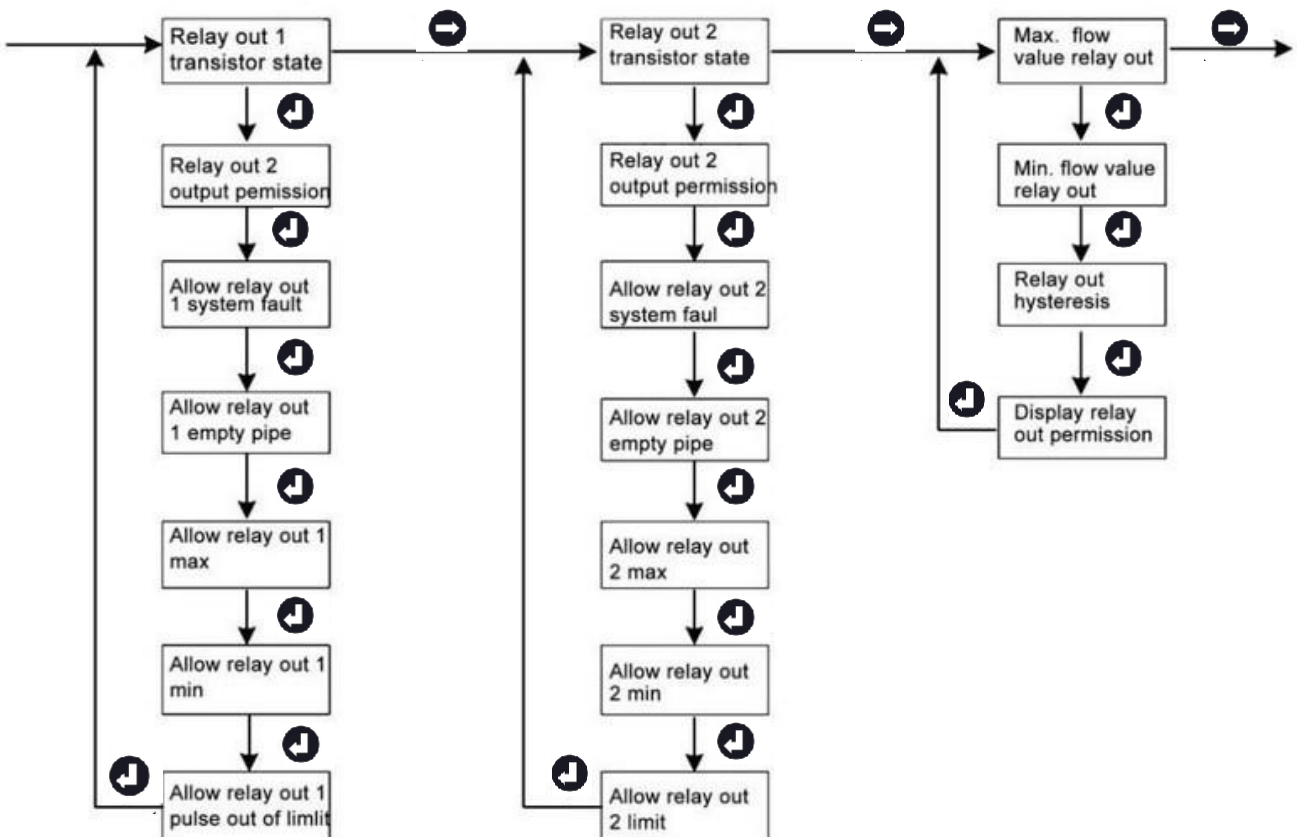 Relay out 1
transistor state
Relay out 2
output pemission
Allow relay out
1 system fault
Allow relay out
1 empty pipe
Allow relay out 1
max
Allow relay out 1
min
Allow relay out 1
pulse out of limlit
Relay out 2
transistor state
Relay out 2
output permission
Allow relay out 2
system faul
Allow relay out 2
empty pipe
Allow relay out
2 max
Allow relay out
2 min
Allow relay out
2 limit
Max. flow
value relay out
Min. flow value
relay out
Relay out
hysteresis
Display relay
out permission